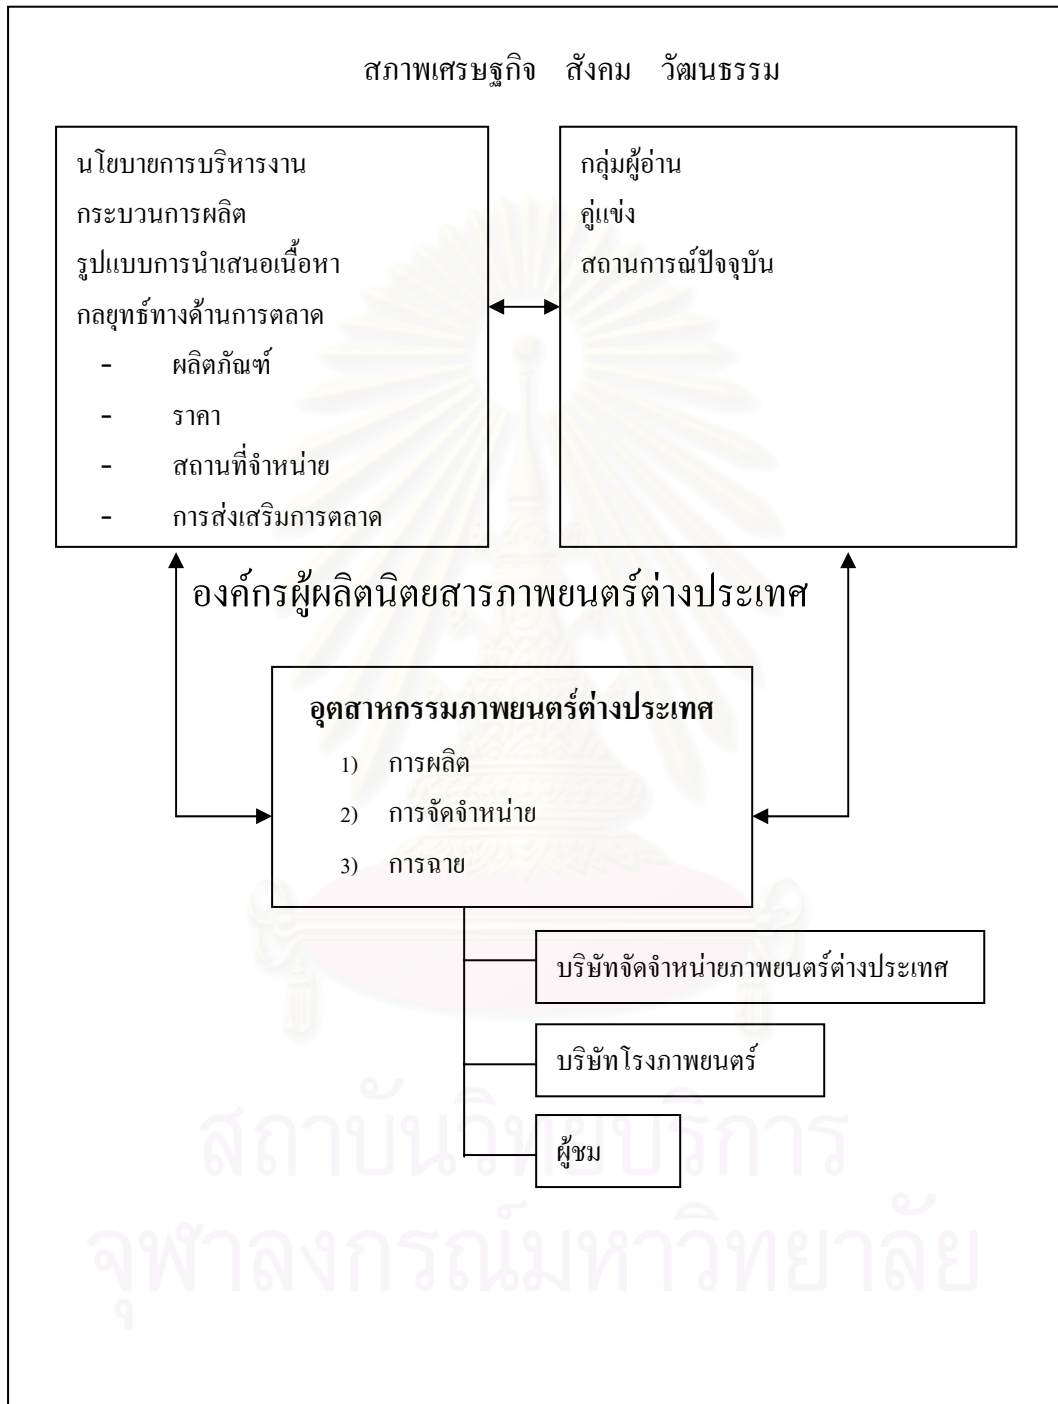 สภาพเศรษฐกิจ สังคม วัฒนธรรม
นโยบายการบริหารงาน
กระบวนการผลิต
รูปแบบการนำเสนอเนื้อหา
กลยุทธ์ทางด้านการตลาด
- ผลิตภัณฑ์
- ราคา
- สถานที่จำหน่าย
- การส่งเสริมการตลาด
กลุ่มผู้อ่าน
คู่แข่ง
สถานการณ์ปัจจุบัน
องค์กรผู้ผลิตนิตยสารภาพยนตร์ต่างประเทศ
อุตสาหกรรมภาพยนตร์ต่างประเทศ
1) การผลิต
2) การจัดจำหน่าย
3) การฉาย
บริษัทจัดจำหน่ายภาพยนตร์ต่างประเทศ
บริษัทโรงภาพยนตร์
ผู้ชม
สถาบันวิทยบริการ
จุฬาลงกรณ์มหาวิทยาลัย